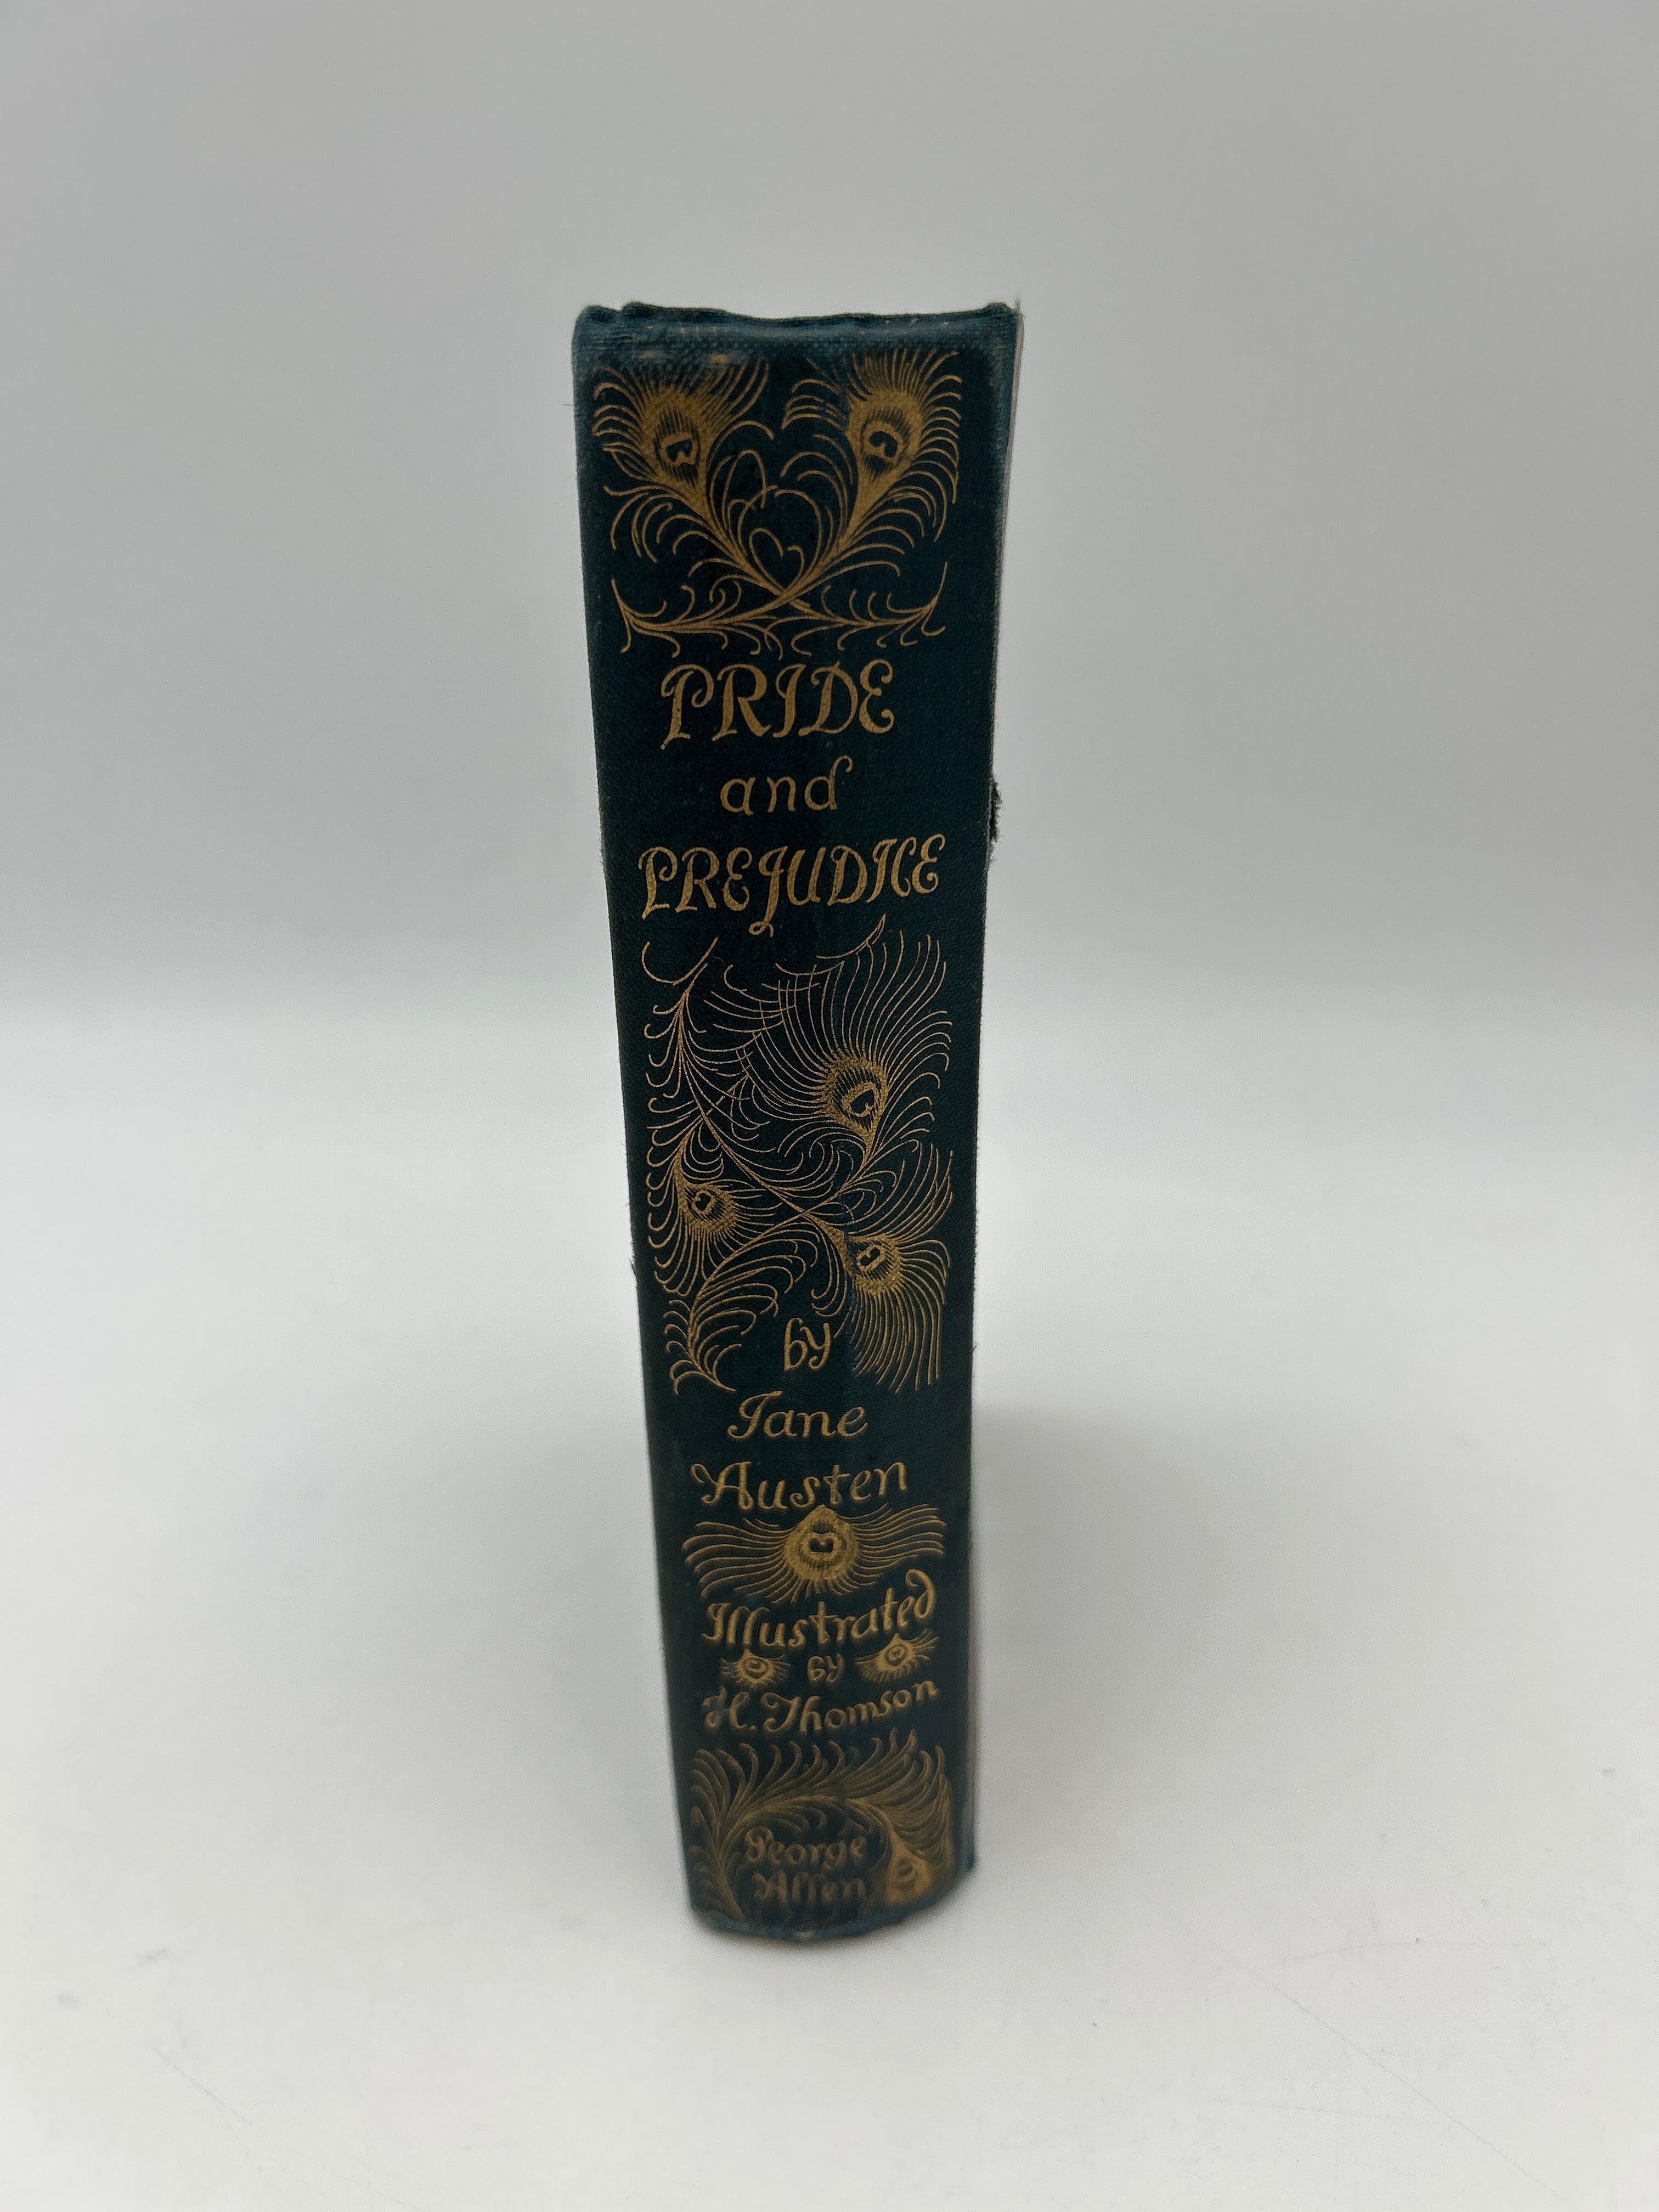 PRIDE
and
PREJUDICE
by
Jane
Austen
Illustrated
by
H. Thomson
George
Allen